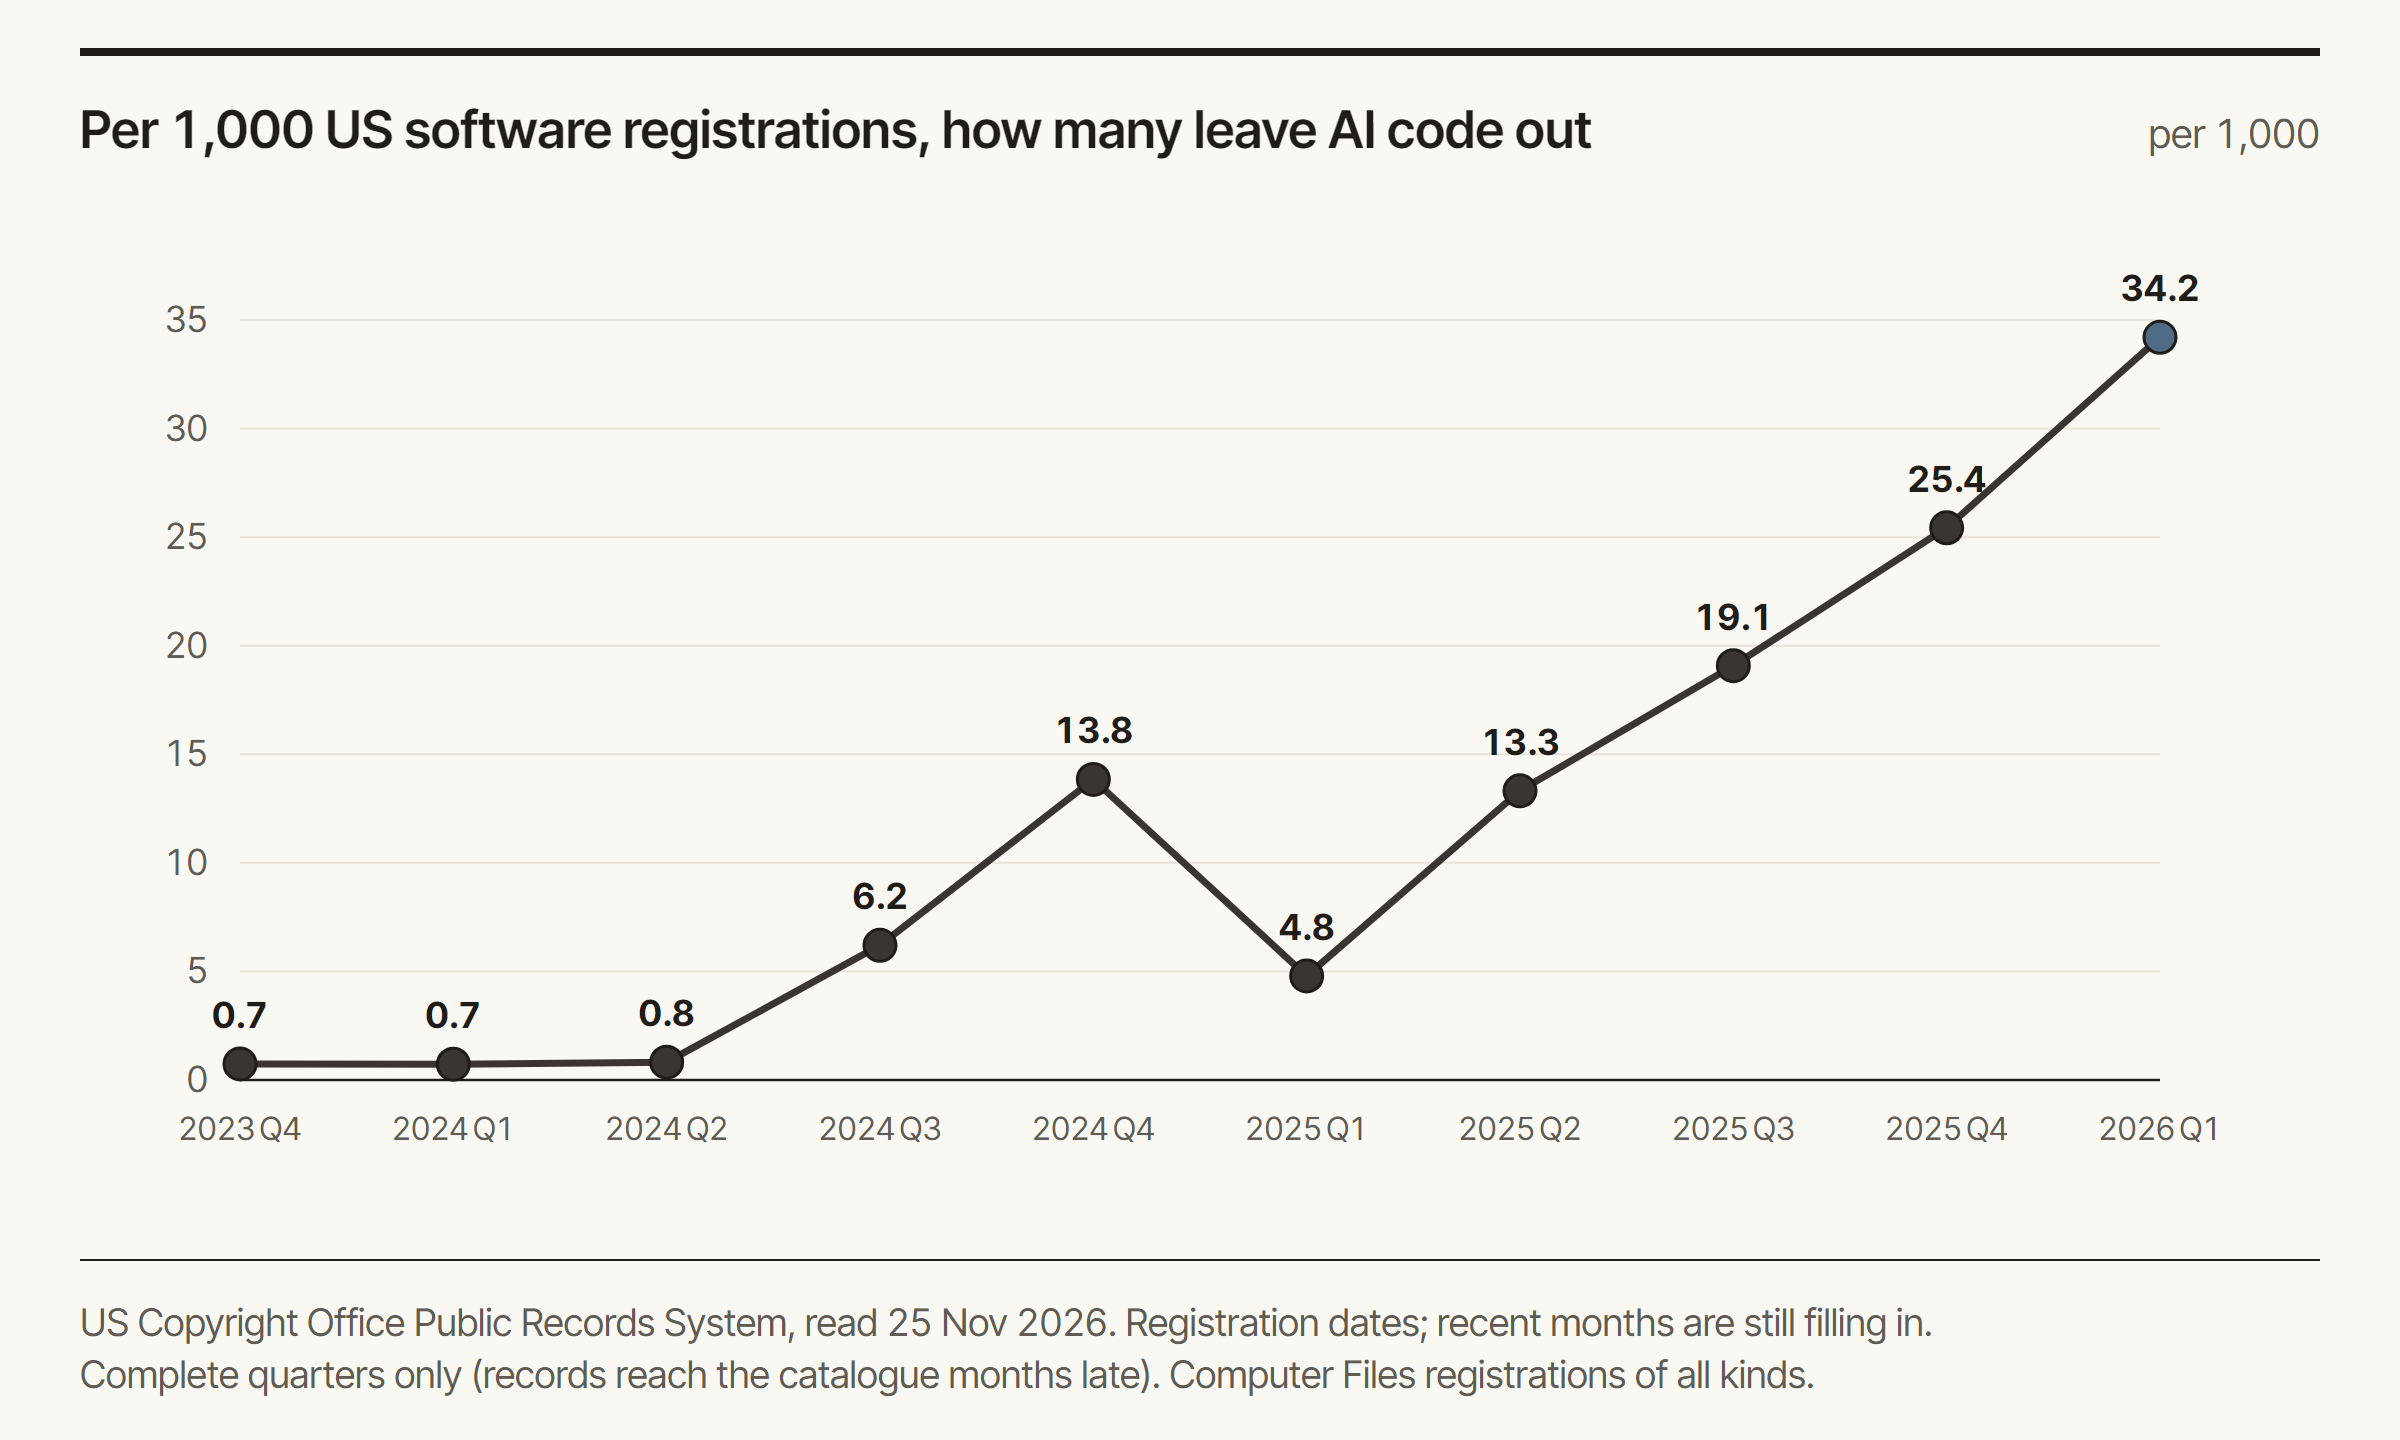 Per 1,000 US software registrations, how many leave AI code out
per 1,000
35
30
25
20
15
10
5
0
0.7
0.7
0.8
6.2
13.8
4.8
13.3
19.1
25.4
34.2
2023 Q4
2024 Q1
2024 Q2
2024 Q3
2024 Q4
2025 Q1
2025 Q2
2025 Q3
2025 Q4
2026 Q1
US Copyright Office Public Records System, read 25 Nov 2026. Registration dates; recent months are still filling in.
Complete quarters only (records reach the catalogue months late). Computer Files registrations of all kinds.